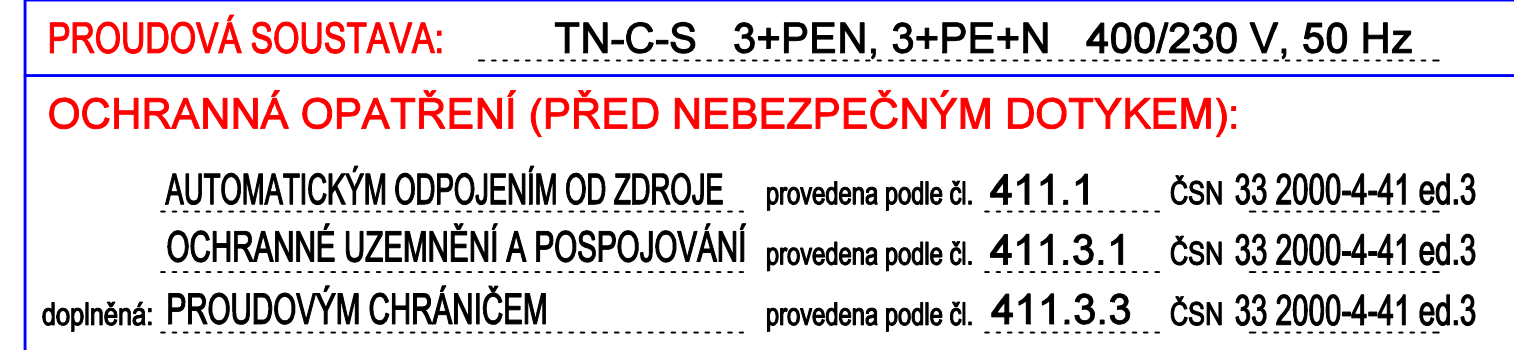 PROUDOVÁ SOUSTAVA: TN-C-S 3+PEN, 3+PE+N 400/230 V, 50 Hz
OCHRANNÁ OPATŘENÍ (PŘED NEBEZPEČNÝM DOTYKEM):
AUTOMATICKÝM ODPOJENÍM OD ZDROJE provedena podle čl. 411.1 ČSN 33 2000-4-41 ed.3
OCHRANNÉ UZEMNĚNÍ A POSPOJOVÁNÍ provedena podle čl. 411.3.1 ČSN 33 2000-4-41 ed.3
doplněná: PROUDOVÝM CHRÁNIČEM provedena podle čl. 411.3.3 ČSN 33 2000-4-41 ed.3